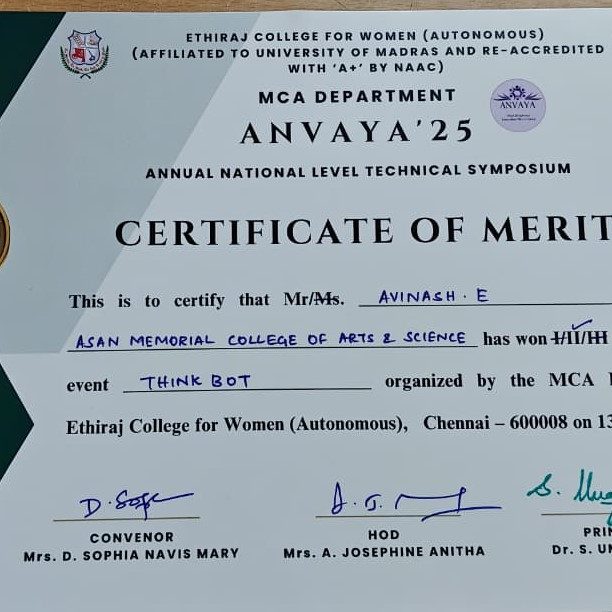 ETHIRAJ COLLEGE FOR WOMEN (AUTONOMOUS)
(AFFILIATED TO UNIVERSITY OF MADRAS AND RE-ACCREDITED
WITH ‘A+’ BY NAAC)
MCA DEPARTMENT
ANVAYA
ANVAYA'25
ANNUAL NATIONAL LEVEL TECHNICAL SYMPOSIUM
CERTIFICATE OF MERIT
This is to certify that Mr/Ms. AVINASH. E
ASAN MEMORIAL COLLEGE OF ARTS & SCIENCE has won I/II/III
event THINK BOT organized by the MCA
Ethiraj College for Women (Autonomous), Chennai – 600008 on 13
CONVENOR
Mrs. D. SOPHIA NAVIS MARY
HOD
Mrs. A. JOSEPHINE ANITHA
PRI
Dr. S. U